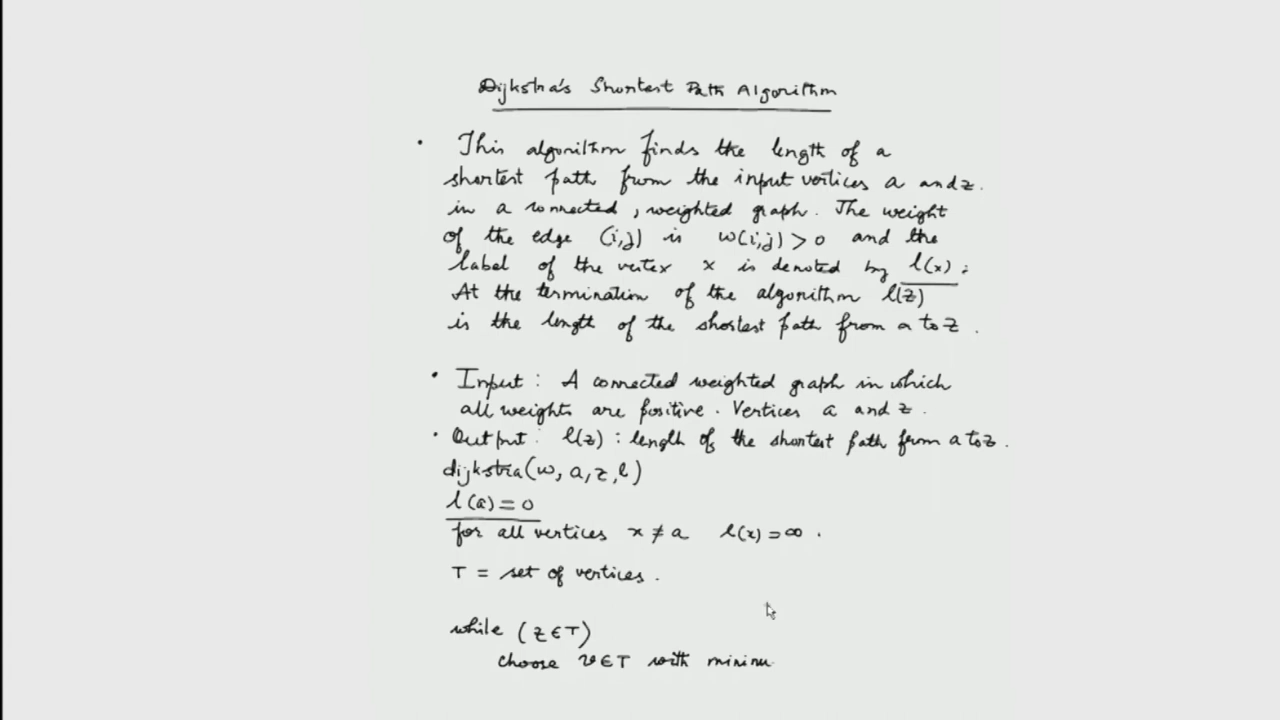 Dijkstra's Shortest Path Algorithm
• This algorithm finds the length of a
shortest path from the input vertices a and z.
in a connected, weighted graph. The weight
of the edge (i,j) is w(i,j) > 0 and the
label of the vertex x is denoted by l(x).
At the termination of the algorithm l(z)
is the length of the shortest path from a to z.
• Input: A connected weighted graph in which
all weights are positive. Vertices a and z.
• Output: l(z): length of the shortest path from a to z.
dijkstra(w, a, z, l)
l(a) = 0
for all vertices x ≠ a l(x) = ∞.
T = set of vertices.
while (z ∈ T)
choose v ∈ T with minimu